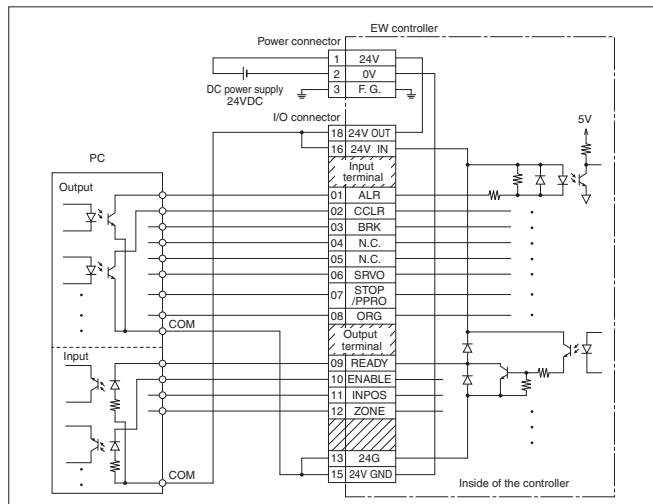 EW controller
Power connector
1 24V
2 0V
3 F. G.
DC power supply
24VDC
I/O connector
18 24V OUT
16 24V IN
Input
terminal
5V
PC
Output
01 ALR
02 CCLR
03 BRK
04 N.C.
05 N.C.
06 SRVO
07 STOP
/PPRO
08 ORG
COM
Output
terminal
Input
09 READY
10 ENABLE
11 INPOS
12 ZONE
13 24G
COM
15 24V GND
Inside of the controller